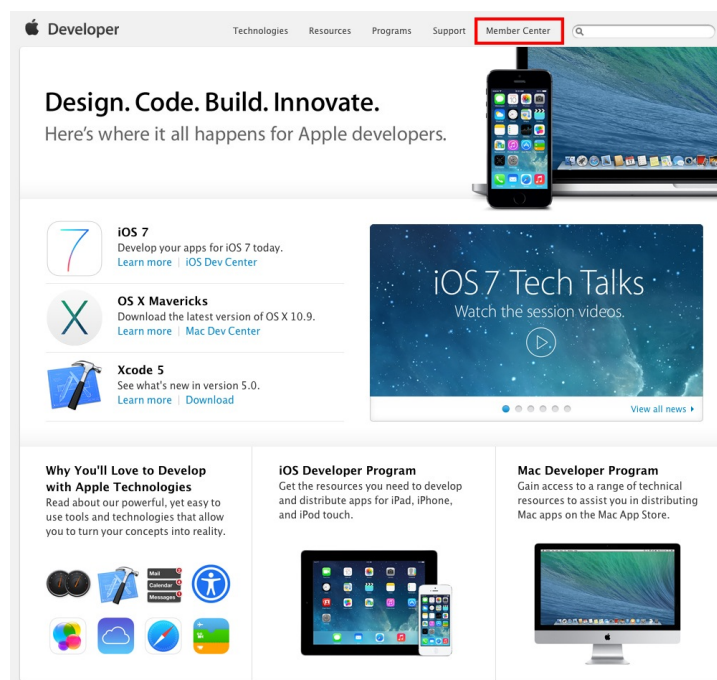 Developer
Technologies Resources Programs Support Member Center
Design. Code. Build. Innovate.
Here's where it all happens for Apple developers.
iOS 7
Develop your apps for iOS 7 today.
Learn more | iOS Dev Center
OS X Mavericks
Download the latest version of OS X 10.9.
Learn more | Mac Dev Center
Xcode 5
See what's new in version 5.0.
Learn more | Download
iOS 7 Tech Talks
Watch the session videos.
View all news
Why You'll Love to Develop
with Apple Technologies
Read about our powerful, yet easy to
use tools and technologies that allow
you to turn your concepts into reality.
Mail
Calendar
Messages
iOS Developer Program
Get the resources you need to develop
and distribute apps for iPad, iPhone,
and iPod touch.
Mac Developer Program
Gain access to a range of technical
resources to assist you in distributing
Mac apps on the Mac App Store.